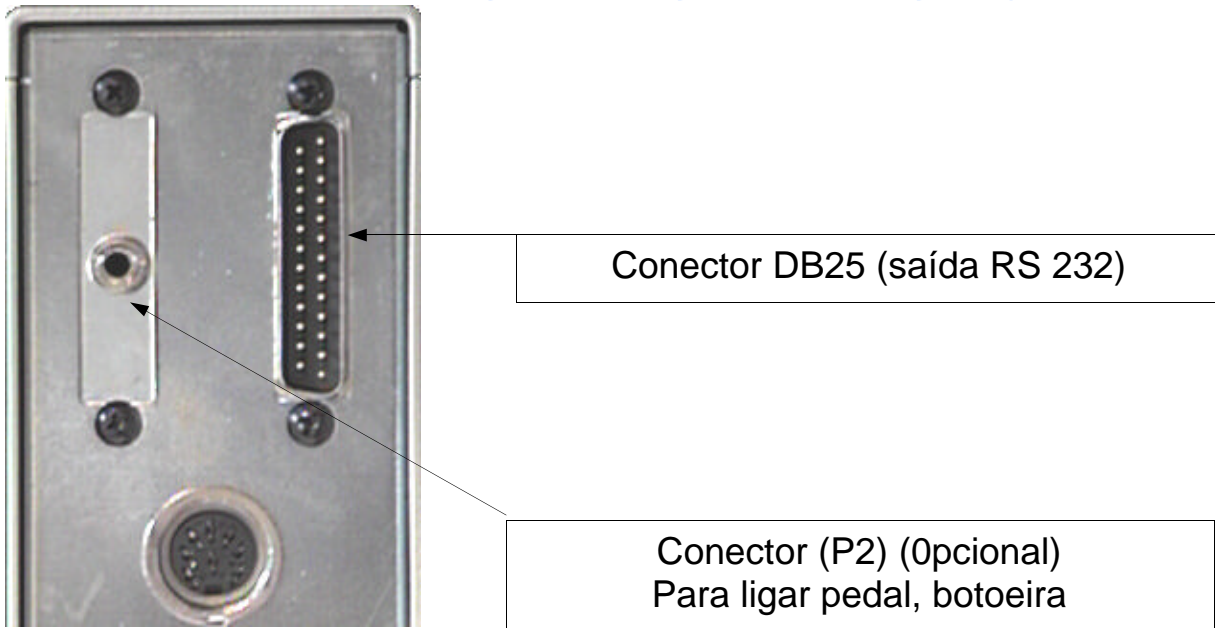 Conector DB25 (saída RS 232)
Conector (P2) (0pcional)
Para ligar pedal, botoeira